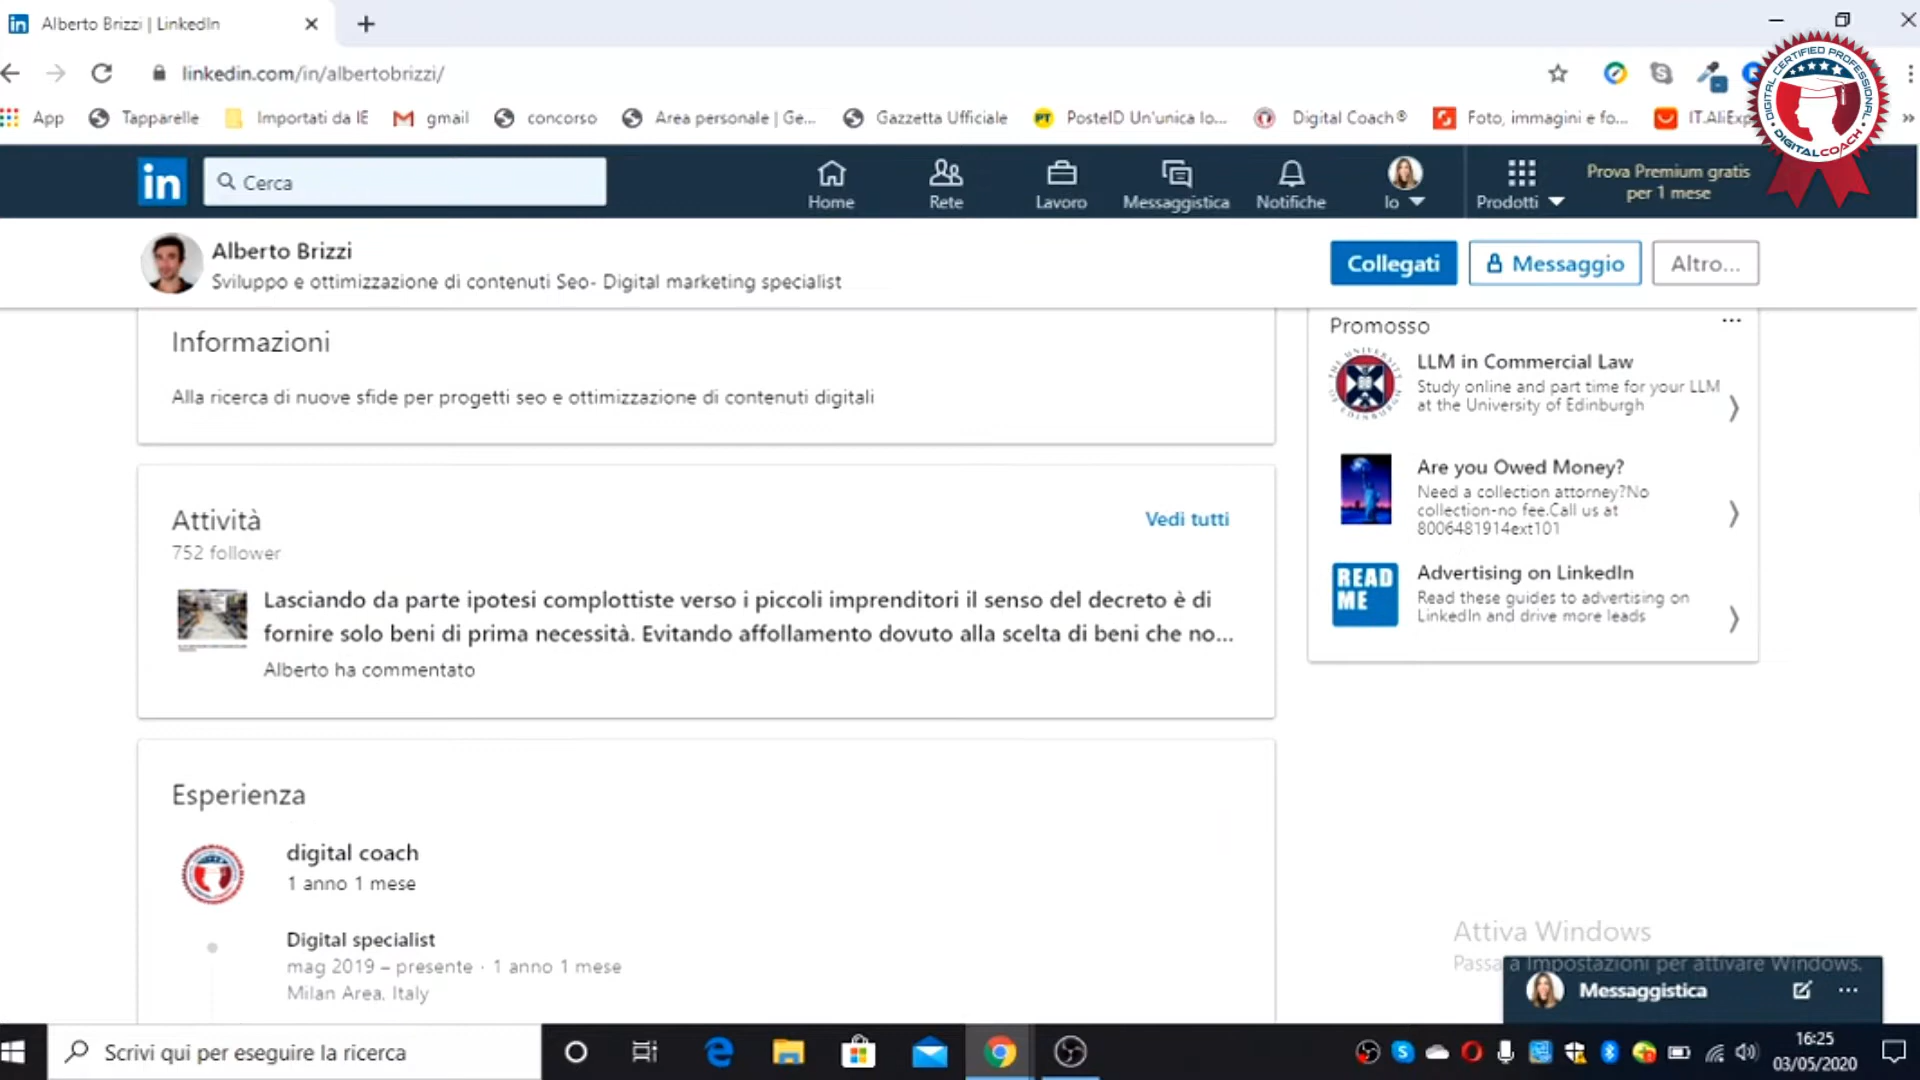 Alberto Brizzi | LinkedIn
linkedin.com/in/albertobrizzi/
App Tapparelle Importati da IE gmail concorso Area personale | Ge... Gazzetta Ufficiale PosteID Un'unica Io... Digital Coach® Foto, immagini e fo... IT.AliExp
DIGITAL CERTIFIED PROFESSIONAL
DIGITALCOACH
in
Cerca
Home Rete Lavoro Messaggistica Notifiche Io Prodotti
Prova Premium gratis
per 1 mese
Alberto Brizzi
Sviluppo e ottimizzazione di contenuti Seo- Digital marketing specialist
Collegati Messaggio Altro...
Informazioni
Alla ricerca di nuove sfide per progetti seo e ottimizzazione di contenuti digitali
Attività
Vedi tutti
752 follower
Lasciando da parte ipotesi complottiste verso i piccoli imprenditori il senso del decreto è di
fornire solo beni di prima necessità. Evitando affollamento dovuto alla scelta di beni che no...
Alberto ha commentato
Esperienza
digital coach
1 anno 1 mese
Digital specialist
mag 2019 – presente · 1 anno 1 mese
Milan Area, Italy
Promosso
LLM in Commercial Law
Study online and part time for your LLM
at the University of Edinburgh
Are you Owed Money?
Need a collection attorney?No
collection-no fee.Call us at
8006481914ext101
READ
ME
Advertising on LinkedIn
Read these guides to advertising on
LinkedIn and drive more leads
Attiva Windows
Passa a Impostazioni per attivare Windows.
Messaggistica
Scrivi qui per eseguire la ricerca
16:25
03/05/2020